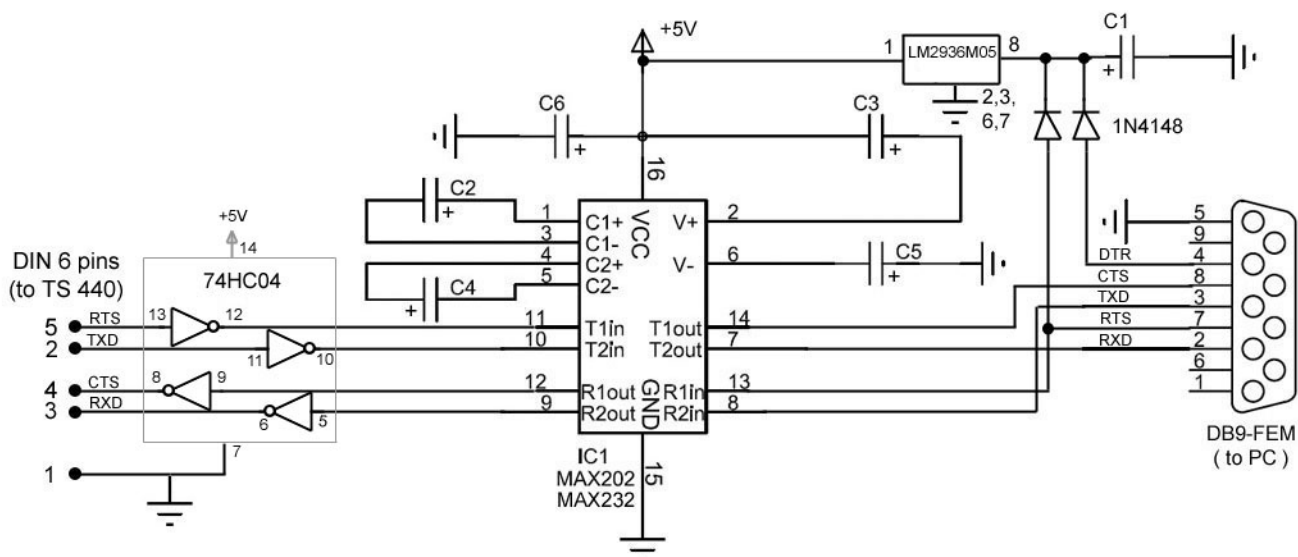 +5V
C1
1
LM2936M05
8
2,3,
6,7
C6
C3
1N4148
16
C2
+5V
14
DIN 6 pins
(to TS 440)
74HC04
1
3
4
5
C1+
C1-
C2+
C2-
VCC
V+
V-
2
6
C4
C5
5
9
DTR
4
CTS
8
TXD
3
RTS
7
RXD
2
6
1
5
RTS
13
12
11
T1in
T1out
14
2
TXD
11
10
10
T2in
T2out
7
4
CTS
8
9
12
R1out
GND
R1in
13
3
RXD
6
5
9
R2out
R2in
8
7
1
IC1
MAX202
MAX232
15
DB9-FEM
( to PC )